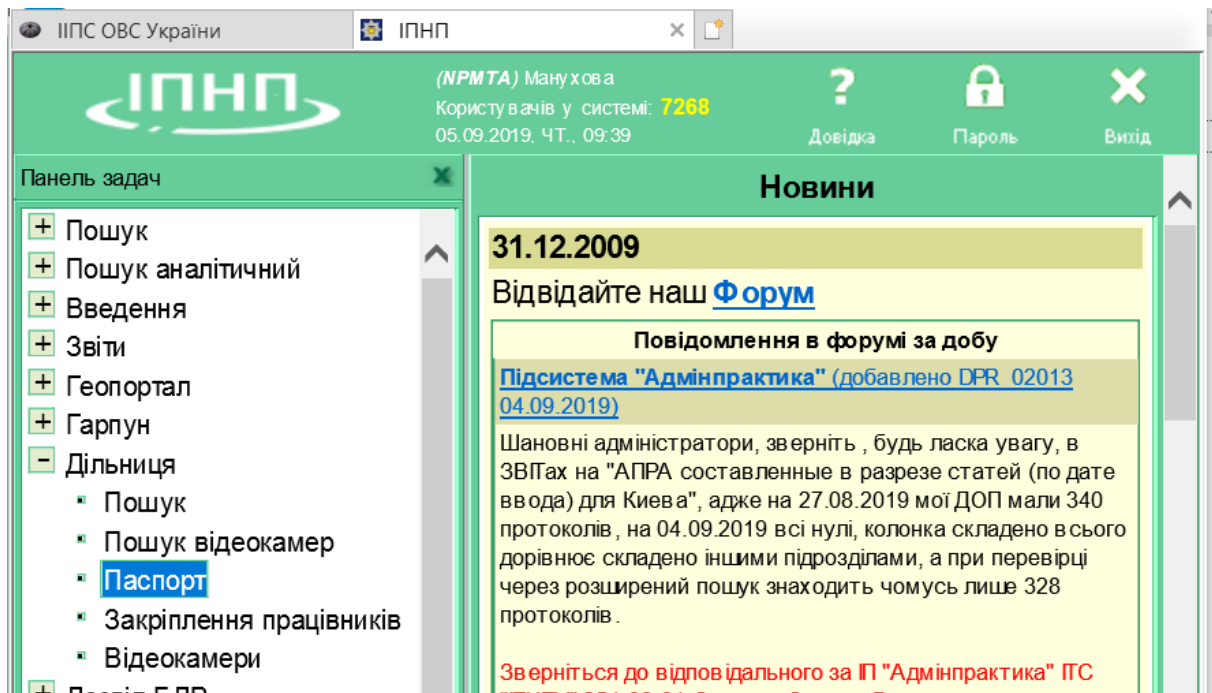 ІІПС ОВС України
ІПНП
ІПНП
(NPMTA) Манухова
Користувачів у системі: 7268
05.09.2019, ЧТ., 09:39
?
Довідка
Пароль
Вихід
Панель задач
Пошук
Пошук аналітичний
Введення
Звіти
Геопортал
Гарпун
Дільниця
Пошук
Пошук відеокамер
Паспорт
Закріплення працівників
Відеокамери
Новини
31.12.2009
Відвідайте наш Форум
Повідомлення в форумі за добу
Підсистема "Адмінпрактика" (добавлено DPR_02013
04.09.2019)
Шановні адміністратори, зверніть , будь ласка увагу, в
ЗВІТах на "АПРА составленные в разрезе статей (по дате
ввода) для Киева", адже на 27.08.2019 мої ДОП мали 340
протоколів, на 04.09.2019 всі нулі, колонка складено всього
дорівнює складено іншими підрозділами, а при перевірці
через розширений пошук знаходить чомусь лише 328
протоколів.
Зверніться до відповідального за ІП "Адмінпрактика" ІТС